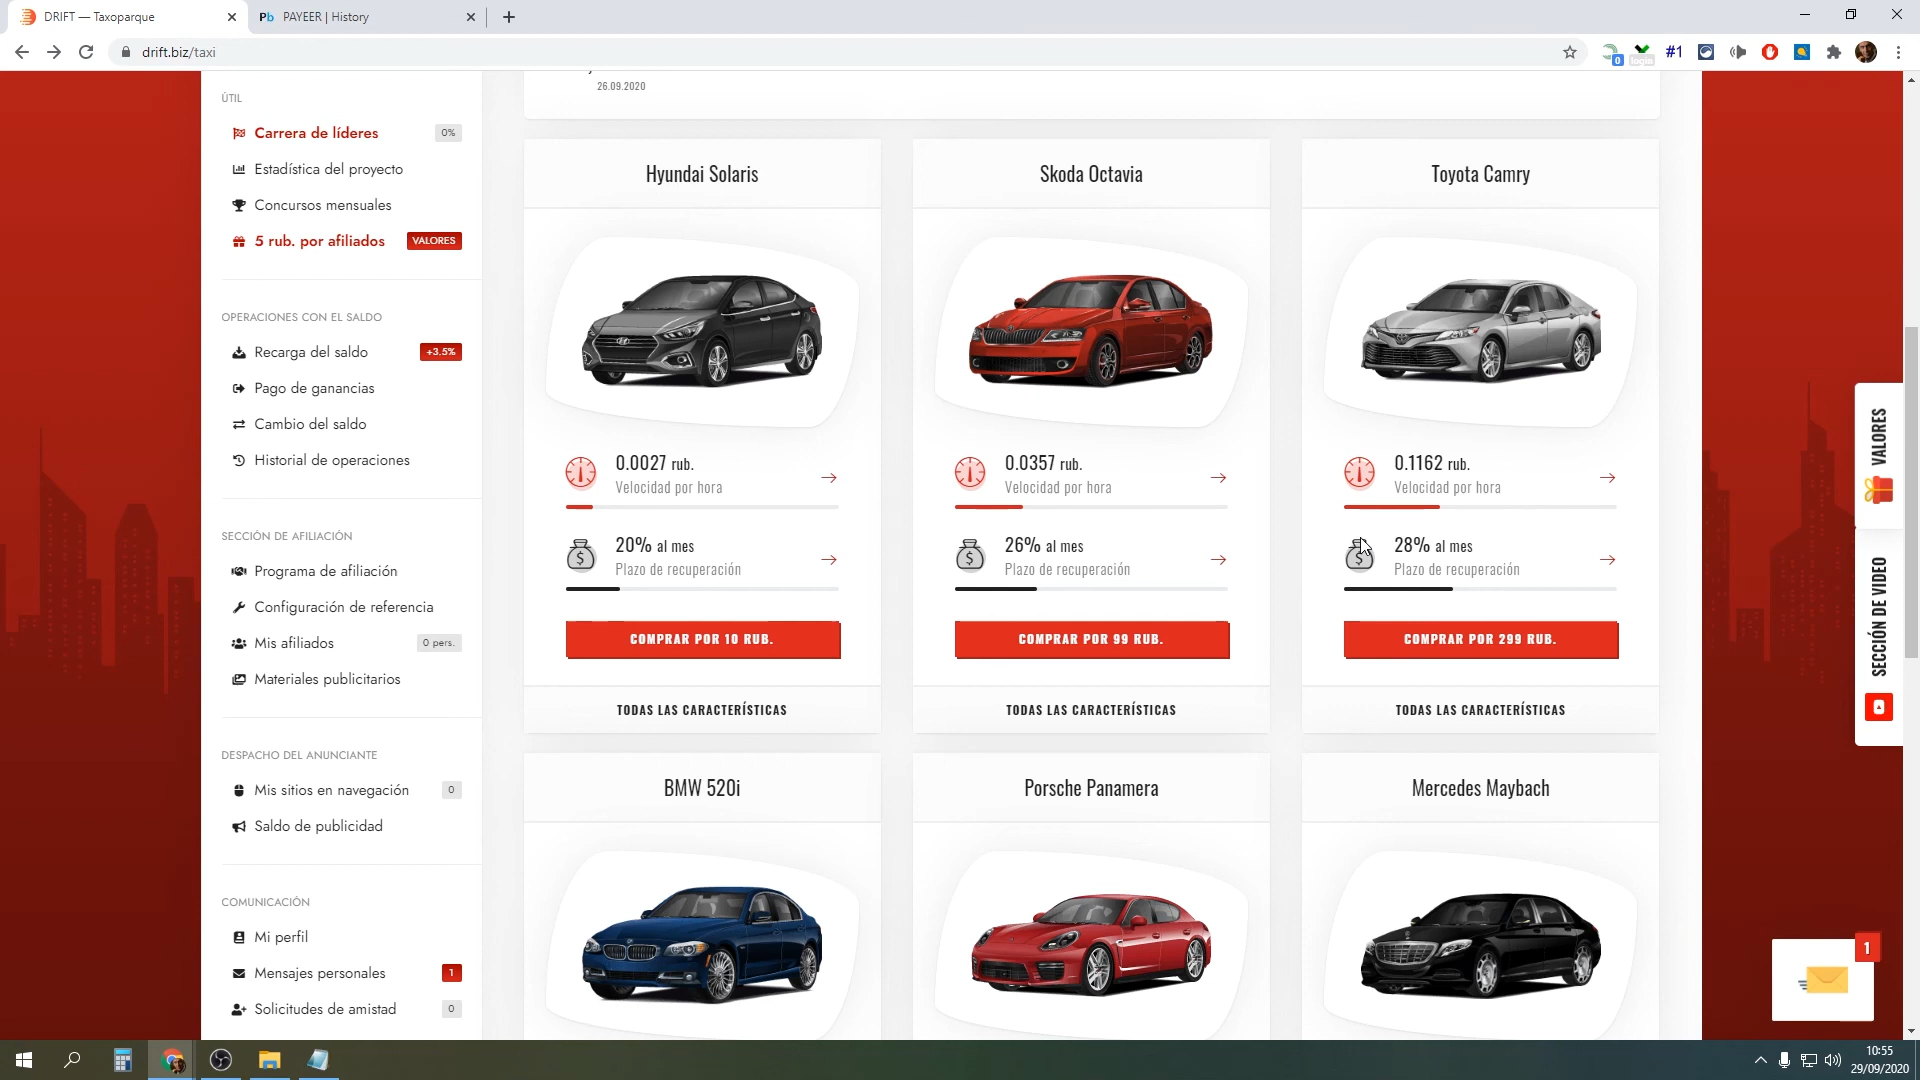 DRIFT — Taxoparque
Pb PAYEER | History
drift.biz/taxi
0
login
#1
26.09.2020
ÚTIL
Carrera de líderes 0%
Estadística del proyecto
Concursos mensuales
5 rub. por afiliados VALORES
OPERACIONES CON EL SALDO
Recarga del saldo +3.5%
Pago de ganancias
Cambio del saldo
Historial de operaciones
SECCIÓN DE AFILIACIÓN
Programa de afiliación
Configuración de referencia
Mis afiliados 0 pers.
Materiales publicitarios
DESPACHO DEL ANUNCIANTE
Mis sitios en navegación 0
Saldo de publicidad
COMUNICACIÓN
Mi perfil
Mensajes personales 1
Solicitudes de amistad 0
Hyundai Solaris
0.0027 rub.
Velocidad por hora
20% al mes
Plazo de recuperación
COMPRAR POR 10 RUB.
TODAS LAS CARACTERÍSTICAS
Skoda Octavia
0.0357 rub.
Velocidad por hora
26% al mes
Plazo de recuperación
COMPRAR POR 99 RUB.
TODAS LAS CARACTERÍSTICAS
Toyota Camry
0.1162 rub.
Velocidad por hora
28% al mes
Plazo de recuperación
COMPRAR POR 299 RUB.
TODAS LAS CARACTERÍSTICAS
BMW 520i
Porsche Panamera
Mercedes Maybach
VALORES
SECCIÓN DE VIDEO
1
10:55
29/09/2020